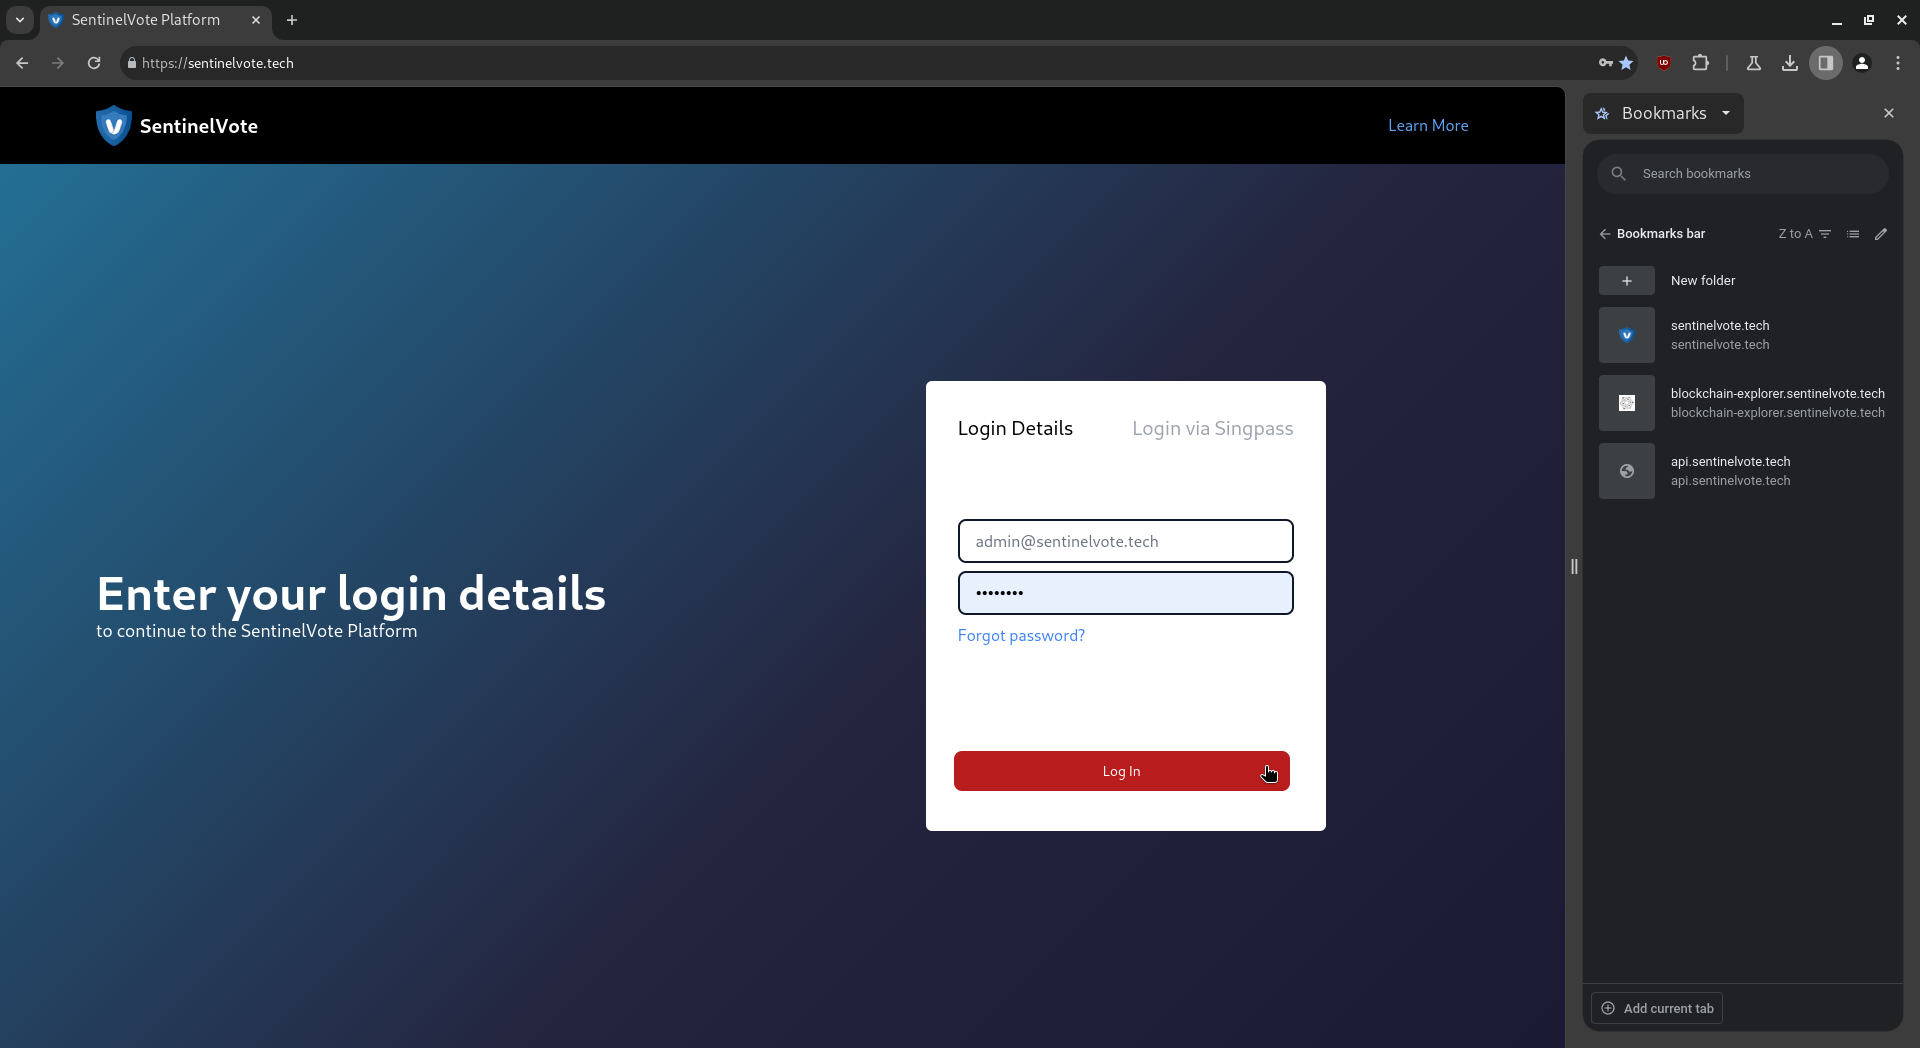 SentinelVote Platform
https://sentinelvote.tech
SentinelVote
Learn More
Enter your login details
to continue to the SentinelVote Platform
Login Details
Login via Singpass
admin@sentinelvote.tech
••••••••
Forgot password?
Log In
Bookmarks
Search bookmarks
Bookmarks bar
Z to A
New folder
sentinelvote.tech
sentinelvote.tech
blockchain-explorer.sentinelvote.tech
blockchain-explorer.sentinelvote.tech
api.sentinelvote.tech
api.sentinelvote.tech
Add current tab